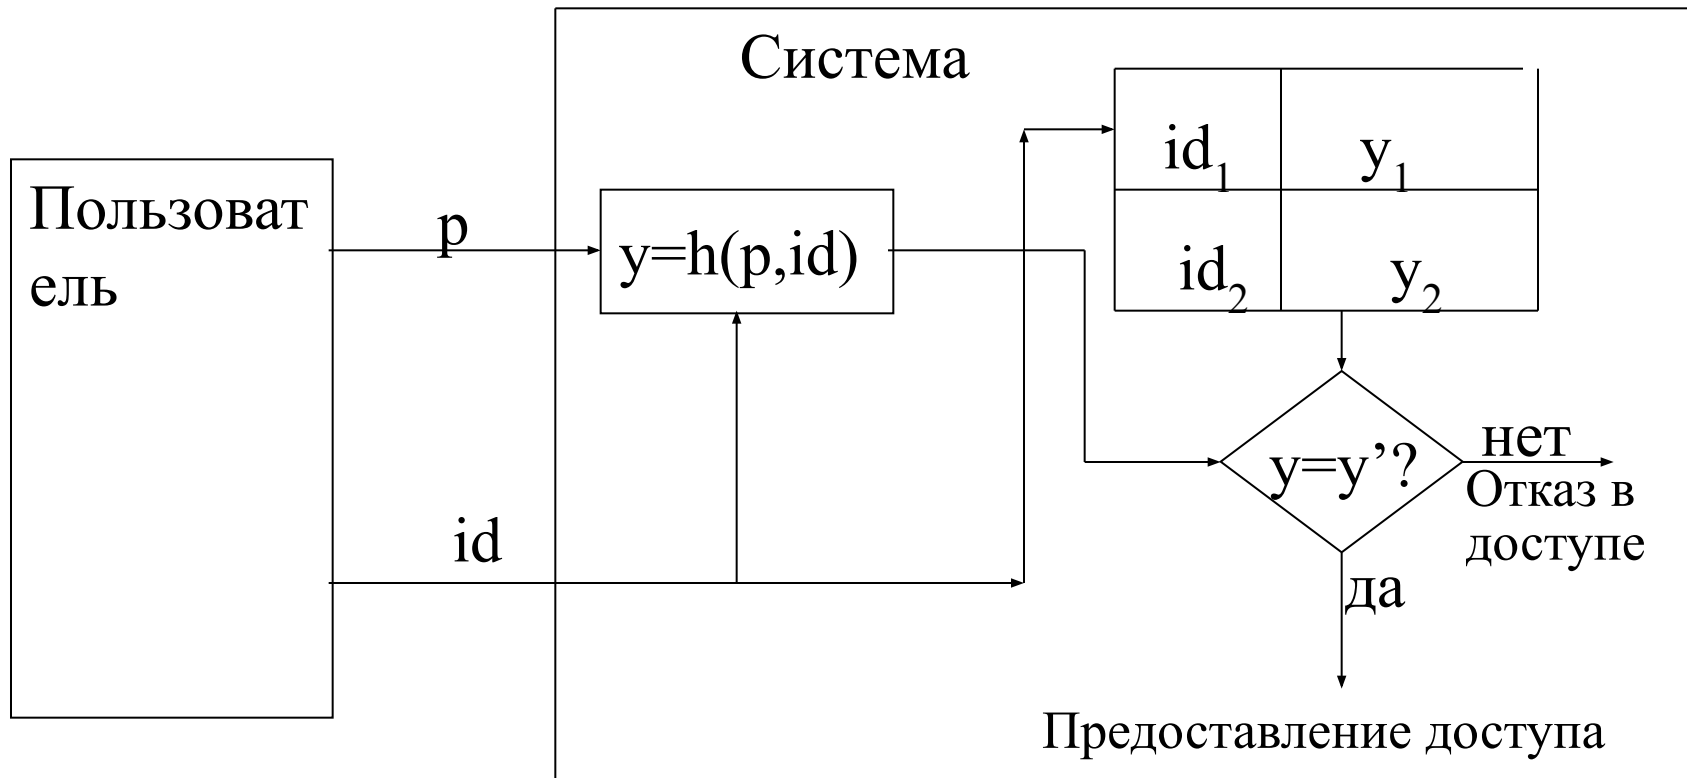 Система
Пользоват
ель
p
y=h(p,id)
id
id₁
y₁
id₂
y₂
y=y’?
нет
Отказ в
доступе
да
Предоставление доступа